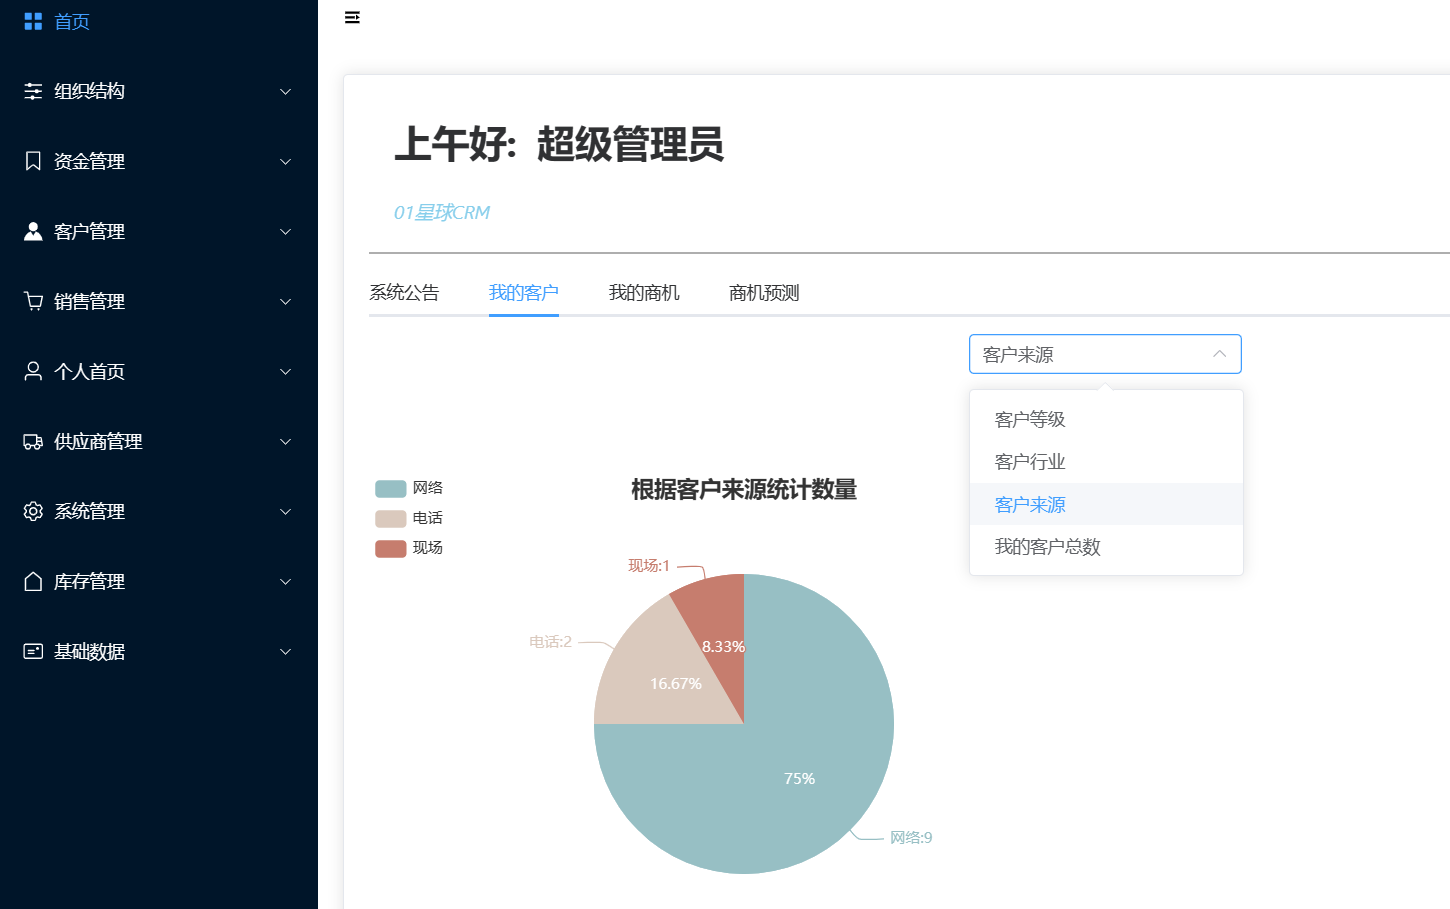 首页
组织结构
资金管理
客户管理
销售管理
个人首页
供应商管理
系统管理
库存管理
基础数据
上午好: 超级管理员
01星球CRM
系统公告 我的客户 我的商机 商机预测
客户来源
客户等级
客户行业
客户来源
我的客户总数
网络
电话
现场
根据客户来源统计数量
现场:1
电话:2
8.33%
16.67%
75%
网络:9